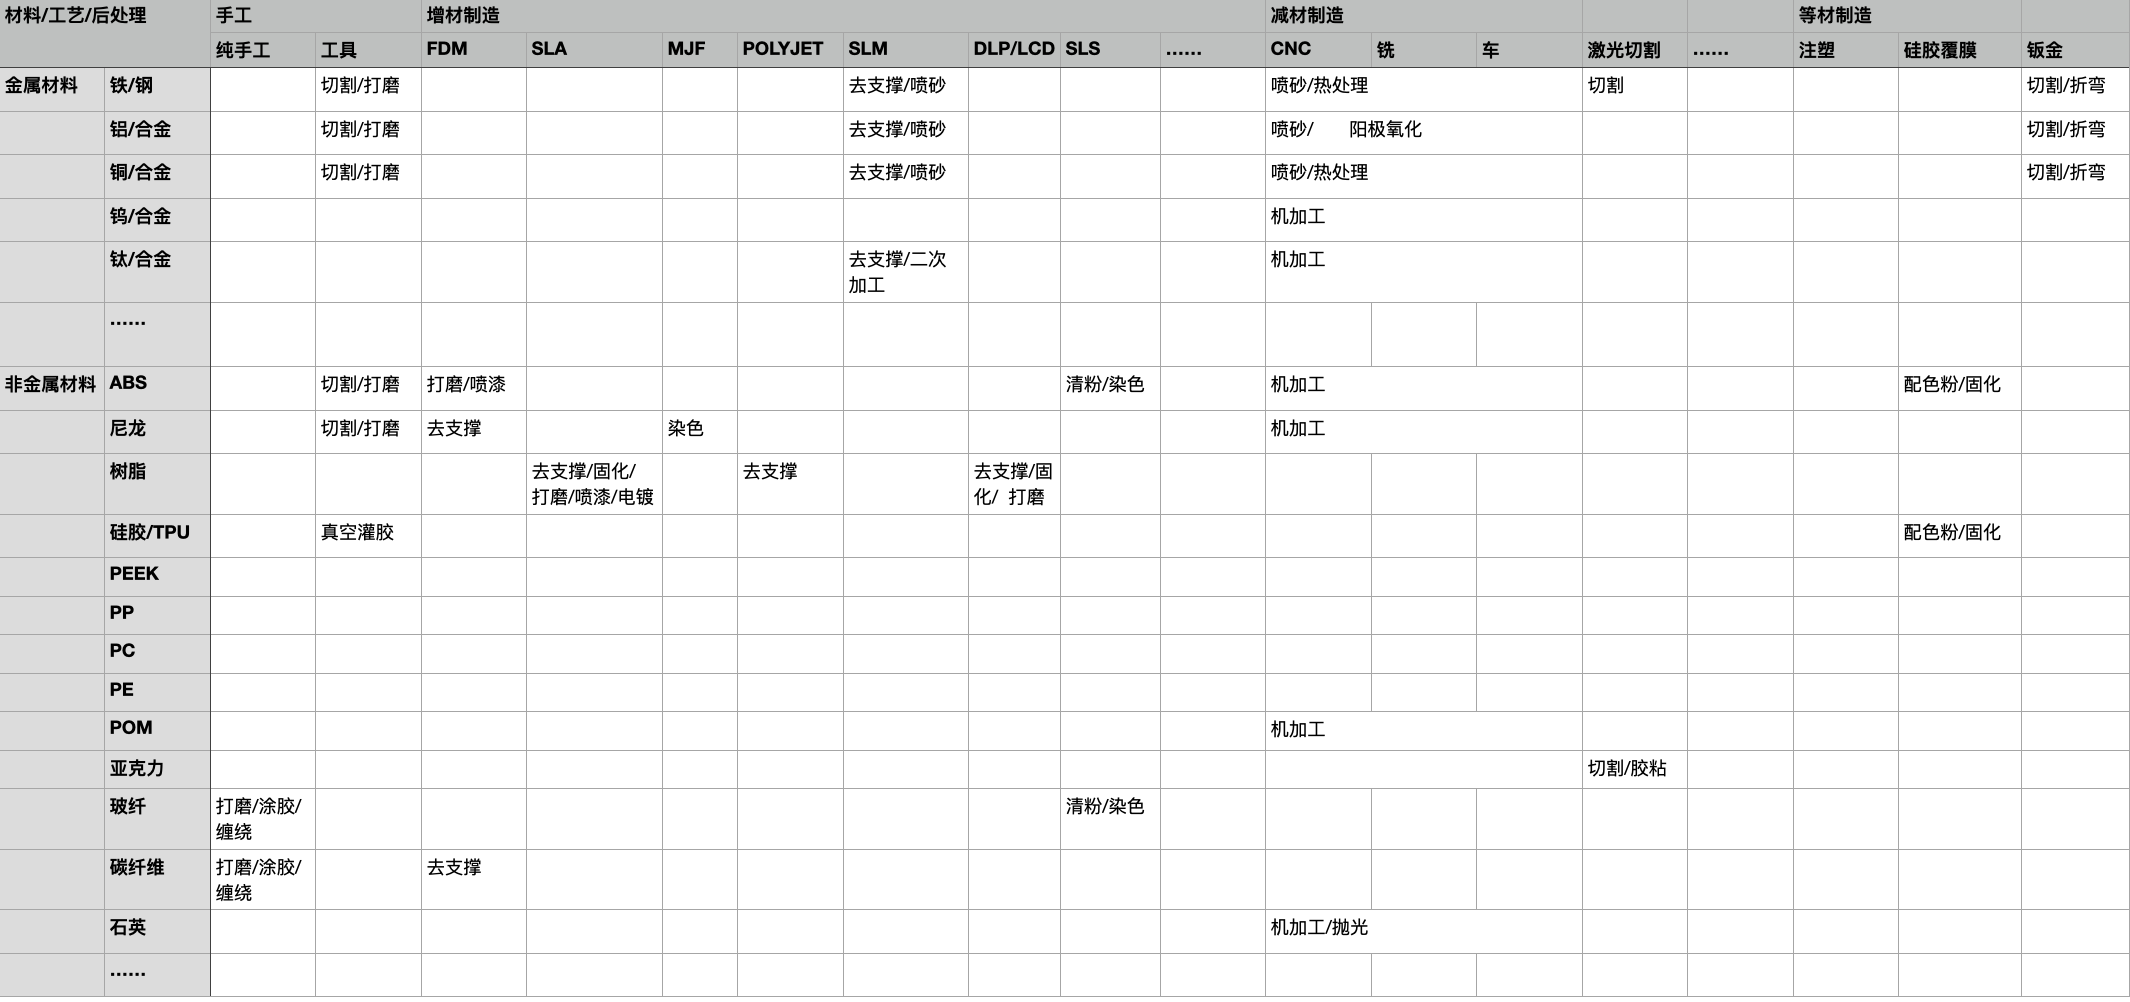 材料/工艺/后处理 手工 增材制造 减材制造 等材制造
纯手工 工具 FDM SLA MJF POLYJET SLM DLP/LCD SLS …… CNC 铣 车 激光切割 …… 注塑 硅胶覆膜 钣金
金属材料 铁/钢 切割/打磨 去支撑/喷砂 喷砂/热处理 切割 切割/折弯
铝/合金 切割/打磨 去支撑/喷砂 喷砂/ 阳极氧化 切割/折弯
铜/合金 切割/打磨 去支撑/喷砂 喷砂/热处理 切割/折弯
钨/合金 机加工
钛/合金 去支撑/二次 机加工
加工
……
非金属材料 ABS 切割/打磨 打磨/喷漆 清粉/染色 机加工 配色粉/固化
尼龙 切割/打磨 去支撑 染色 机加工
树脂 去支撑/固化/ 去支撑 去支撑/固
打磨/喷漆/电镀 化/ 打磨
硅胶/TPU 真空灌胶 配色粉/固化
PEEK
PP
PC
PE
POM 机加工
亚克力 切割/胶粘
玻纤 打磨/涂胶/ 清粉/染色
缠绕
碳纤维 打磨/涂胶/ 去支撑
缠绕
石英 机加工/抛光
……